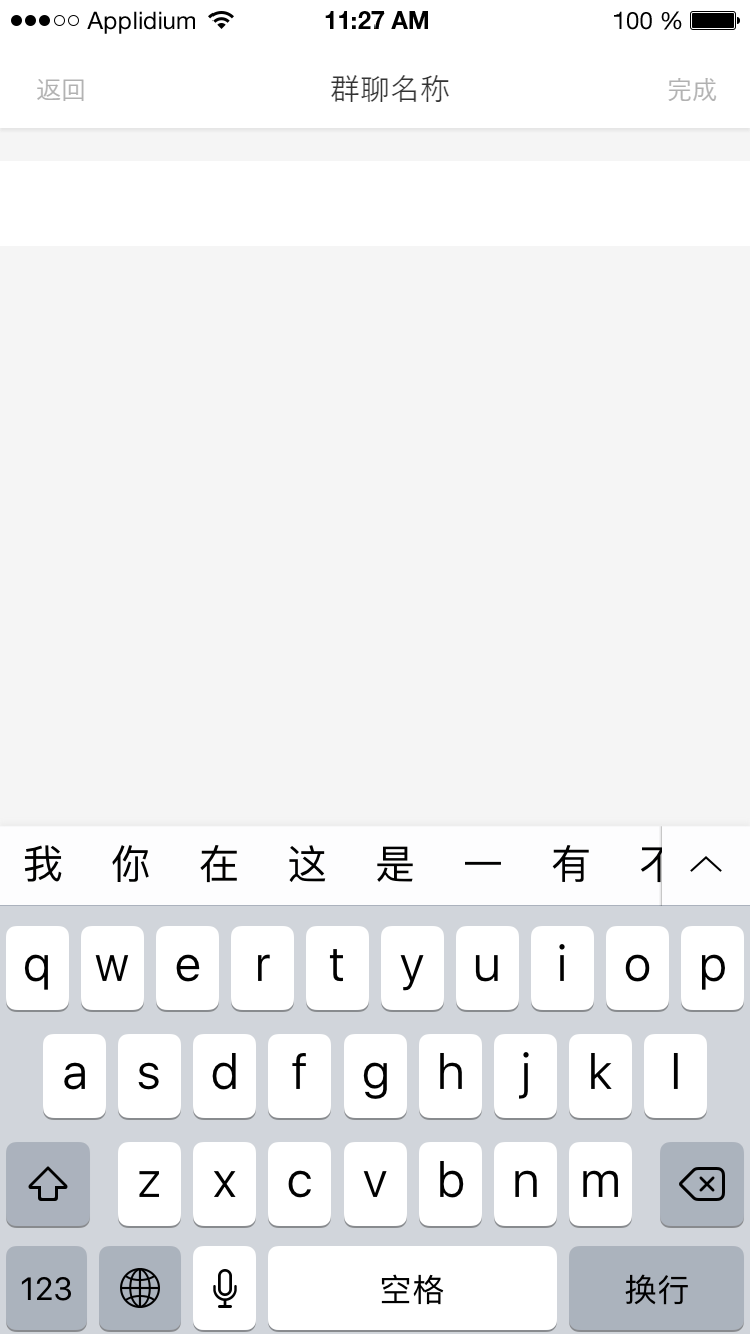 Applidium 11:27 AM 100 %
返回 群聊名称 完成
我 你 在 这 是 一 有
q w e r t y u i o p
a s d f g h j k l
z x c v b n m
123 空格 换行